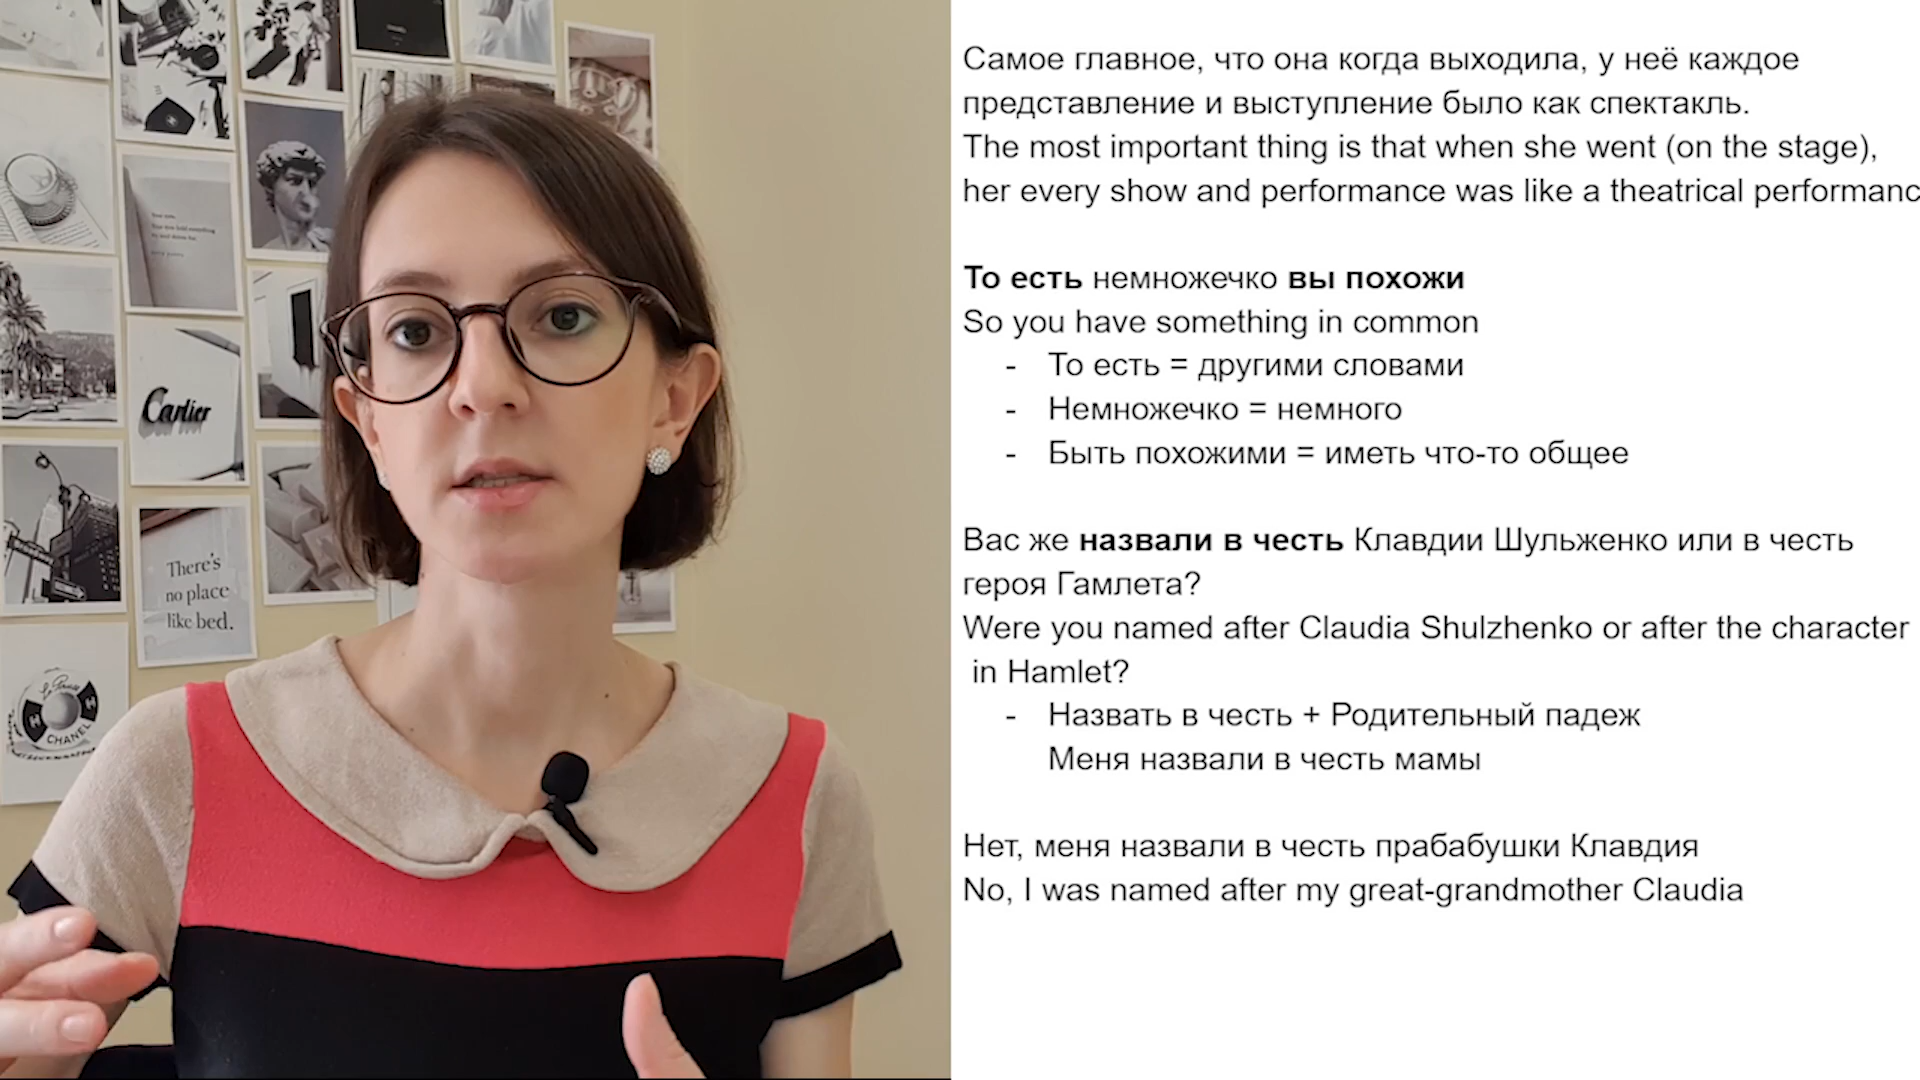 Cartier
There's
no place
like bed.
CHANEL
Самое главное, что она когда выходила, у неё каждое
представление и выступление было как спектакль.
The most important thing is that when she went (on the stage),
her every show and performance was like a theatrical performanc
То есть немножечко вы похожи
So you have something in common
- То есть = другими словами
- Немножечко = немного
- Быть похожими = иметь что-то общее
Вас же назвали в честь Клавдии Шульженко или в честь
героя Гамлета?
Were you named after Claudia Shulzhenko or after the character
in Hamlet?
- Назвать в честь + Родительный падеж
Меня назвали в честь мамы
Нет, меня назвали в честь прабабушки Клавдия
No, I was named after my great-grandmother Claudia